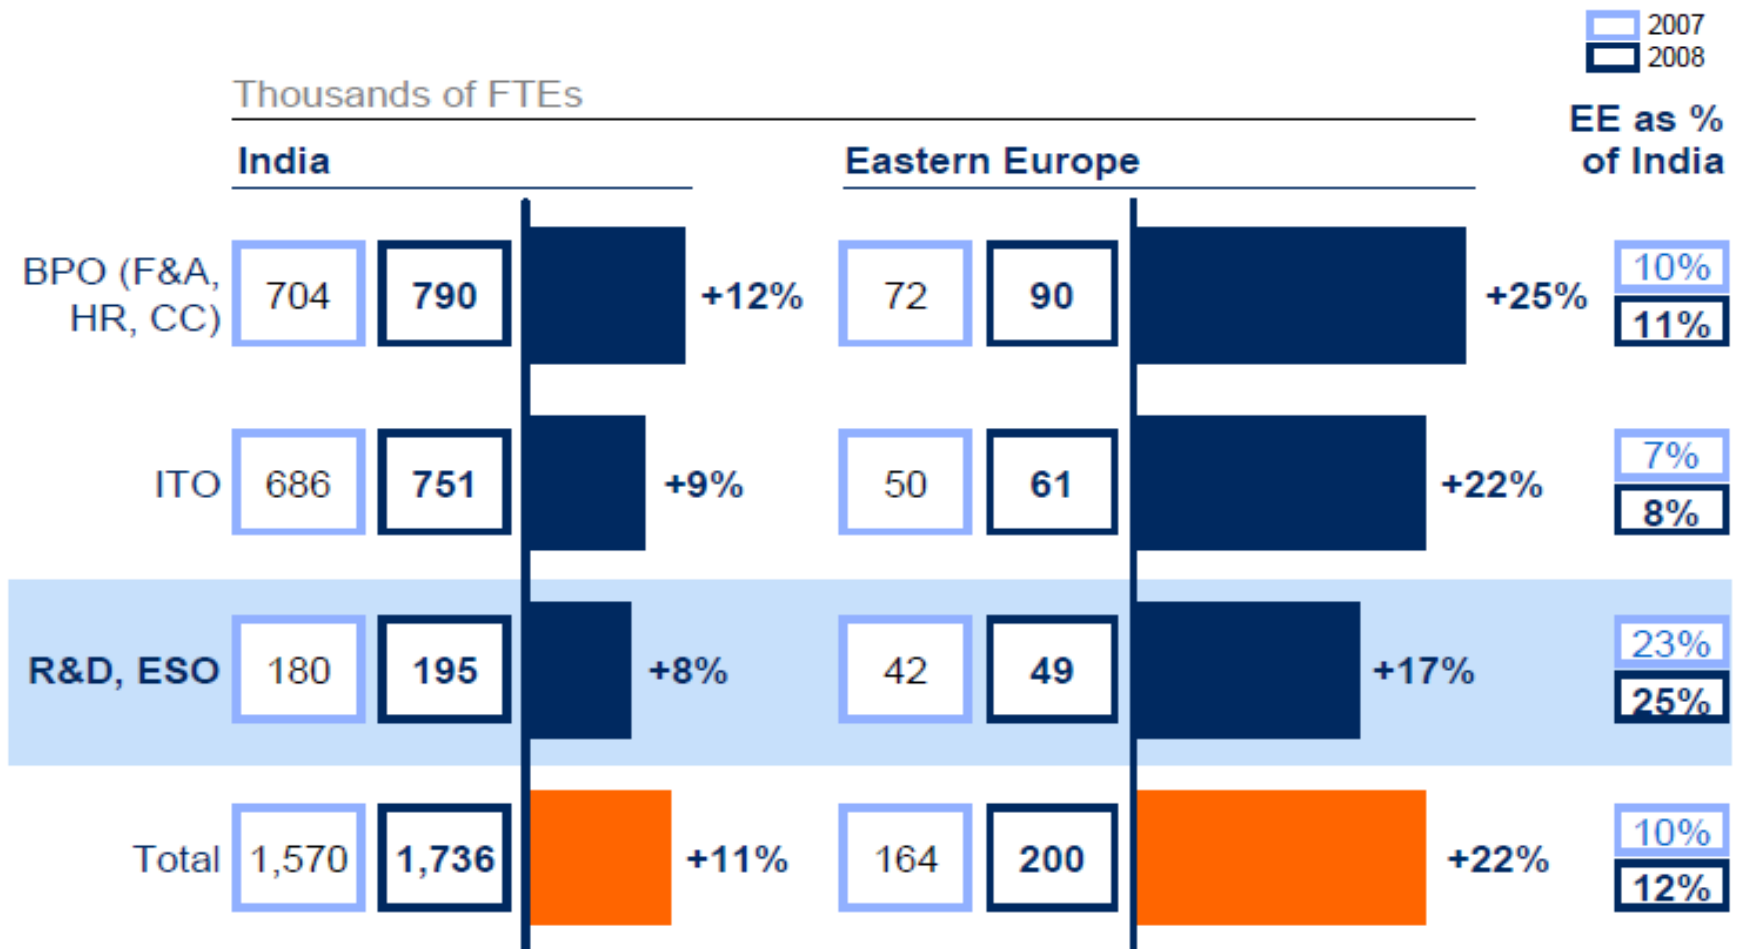 2007
2008
Thousands of FTEs
EE as %
of India
India
Eastern Europe
BPO (F&A,
HR, CC)
704 790 +12% 72 90 +25% 10%
11%
ITO 686 751 +9% 50 61 +22% 7%
8%
R&D, ESO 180 195 +8% 42 49 +17% 23%
25%
Total 1,570 1,736 +11% 164 200 +22% 10%
12%